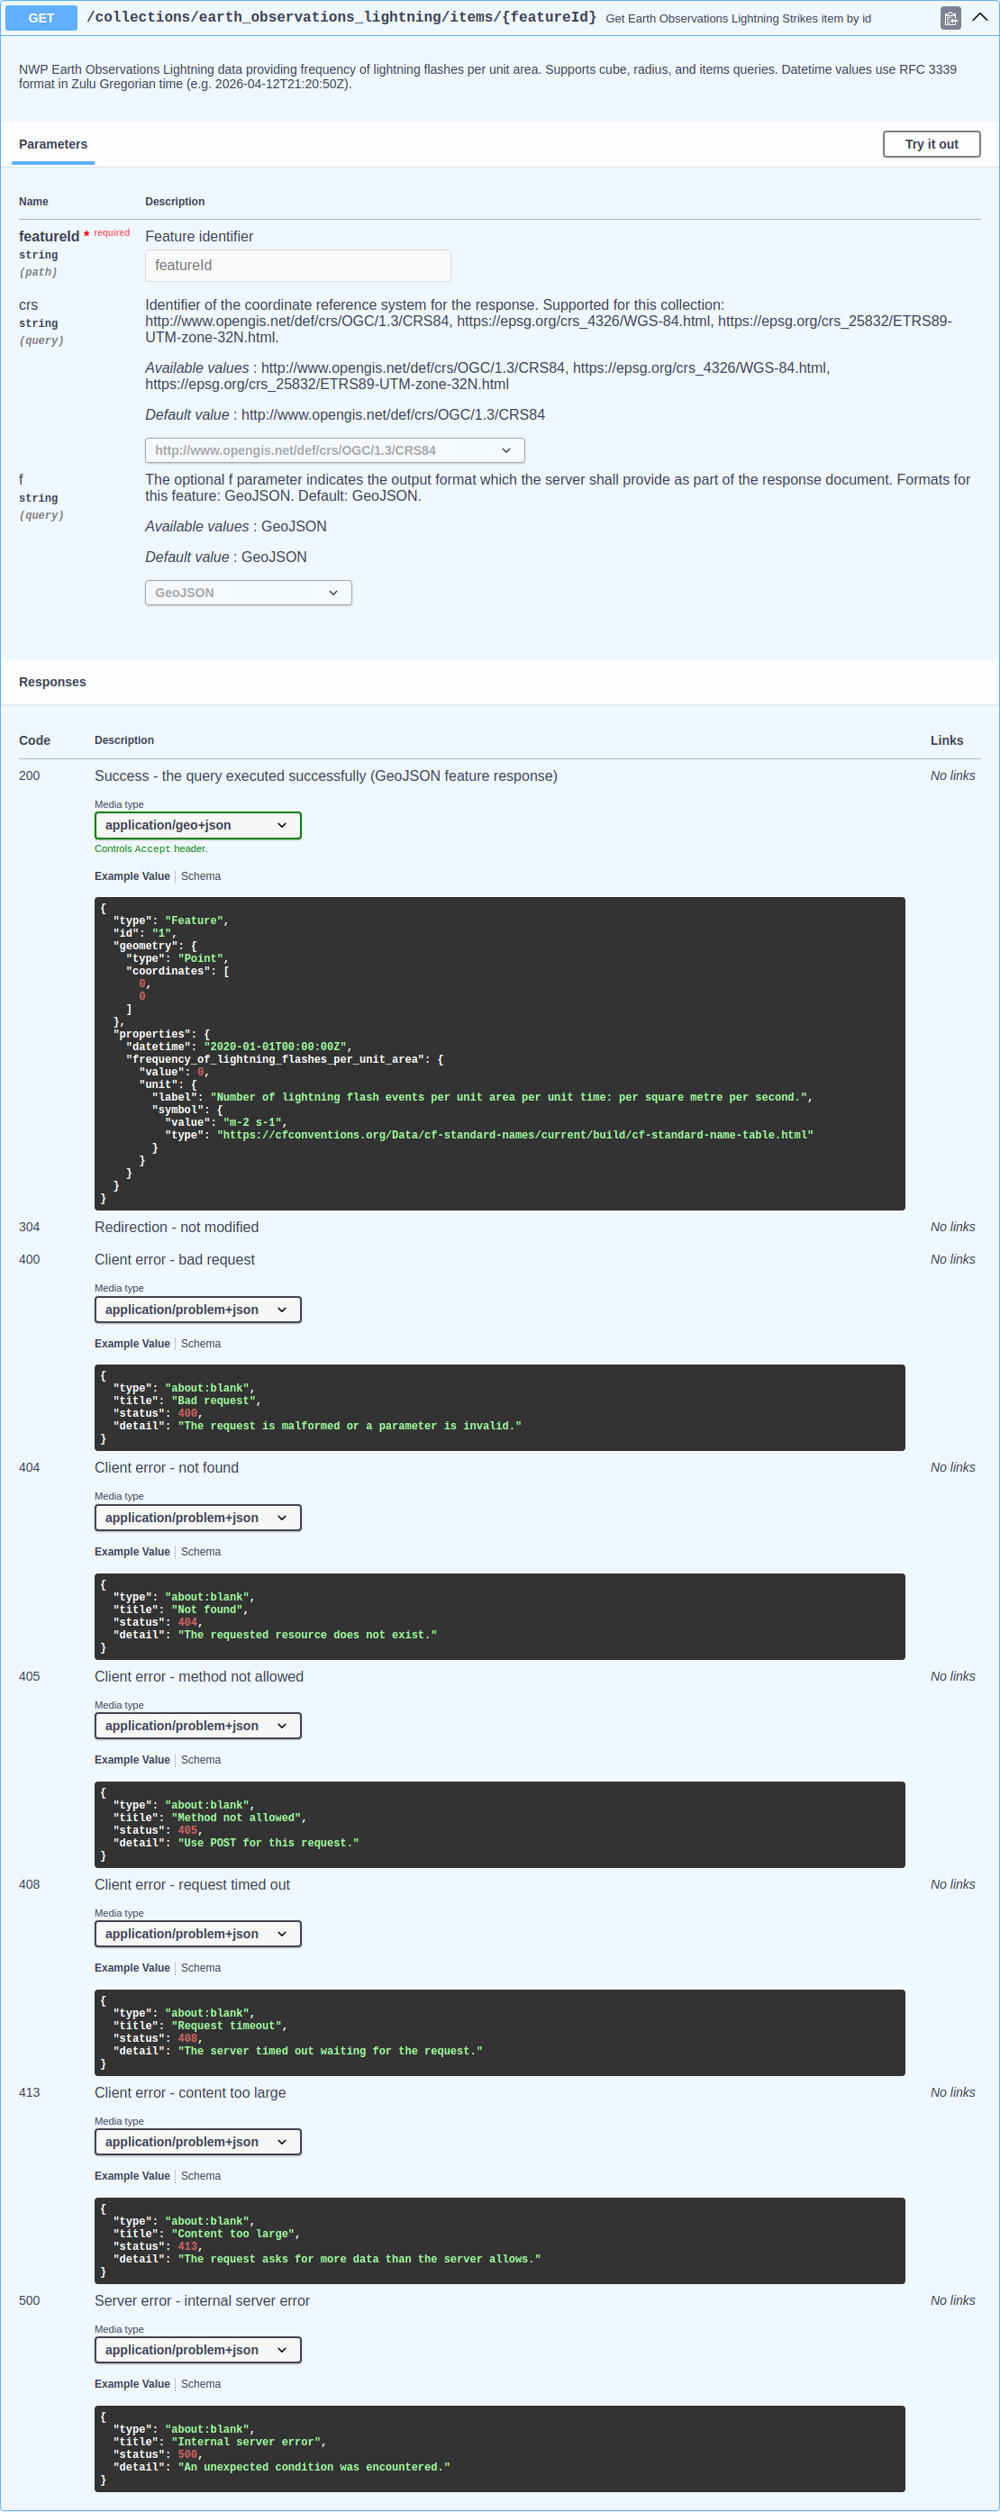 GET /collections/earth_observations_lightning/items/{featureId} Get Earth Observations Lightning Strikes item by id
NWP Earth Observations Lightning data providing frequency of lightning flashes per unit area. Supports cube, radius, and items queries. Datetime values use RFC 3339
format in Zulu Gregorian time (e.g. 2026-04-12T21:20:50Z).
Parameters
Try it out
Name Description
featureId * required
string
(path)
Feature identifier
featureId
crs
string
(query)
Identifier of the coordinate reference system for the response. Supported for this collection:
http://www.opengis.net/def/crs/OGC/1.3/CRS84, https://epsg.org/crs_4326/WGS-84.html, https://epsg.org/crs_25832/ETRS89-
UTM-zone-32N.html.
Available values : http://www.opengis.net/def/crs/OGC/1.3/CRS84, https://epsg.org/crs_4326/WGS-84.html,
https://epsg.org/crs_25832/ETRS89-UTM-zone-32N.html
Default value : http://www.opengis.net/def/crs/OGC/1.3/CRS84
http://www.opengis.net/def/crs/OGC/1.3/CRS84
f
string
(query)
The optional f parameter indicates the output format which the server shall provide as part of the response document. Formats for
this feature: GeoJSON. Default: GeoJSON.
Available values : GeoJSON
Default value : GeoJSON
GeoJSON
Responses
Code Description Links
200 Success - the query executed successfully (GeoJSON feature response) No links
Media type
application/geo+json
Controls Accept header.
Example Value Schema
{
  "type": "Feature",
  "id": "1",
  "geometry": {
    "type": "Point",
    "coordinates": [
      0,
      0
    ]
  },
  "properties": {
    "datetime": "2020-01-01T00:00:00Z",
    "frequency_of_lightning_flashes_per_unit_area": {
      "value": 0,
      "unit": {
        "label": "Number of lightning flash events per unit area per unit time: per square metre per second.",
        "symbol": {
          "value": "m-2 s-1",
          "type": "https://cfconventions.org/Data/cf-standard-names/current/build/cf-standard-name-table.html"
        }
      }
    }
  }
}
304 Redirection - not modified No links
400 Client error - bad request No links
Media type
application/problem+json
Example Value Schema
{
  "type": "about:blank",
  "title": "Bad request",
  "status": 400,
  "detail": "The request is malformed or a parameter is invalid."
}
404 Client error - not found No links
Media type
application/problem+json
Example Value Schema
{
  "type": "about:blank",
  "title": "Not found",
  "status": 404,
  "detail": "The requested resource does not exist."
}
405 Client error - method not allowed No links
Media type
application/problem+json
Example Value Schema
{
  "type": "about:blank",
  "title": "Method not allowed",
  "status": 405,
  "detail": "Use POST for this request."
}
408 Client error - request timed out No links
Media type
application/problem+json
Example Value Schema
{
  "type": "about:blank",
  "title": "Request timeout",
  "status": 408,
  "detail": "The server timed out waiting for the request."
}
413 Client error - content too large No links
Media type
application/problem+json
Example Value Schema
{
  "type": "about:blank",
  "title": "Content too large",
  "status": 413,
  "detail": "The request asks for more data than the server allows."
}
500 Server error - internal server error No links
Media type
application/problem+json
Example Value Schema
{
  "type": "about:blank",
  "title": "Internal server error",
  "status": 500,
  "detail": "An unexpected condition was encountered."
}